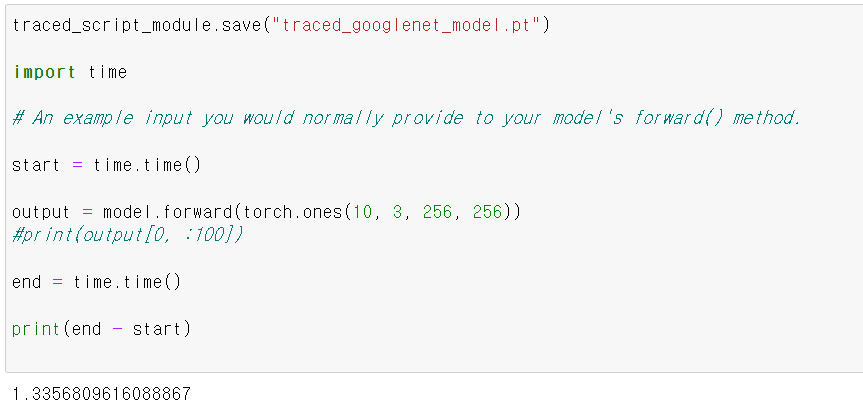 traced_script_module.save("traced_googlenet_model.pt")
import time
# An example input you would normally provide to your model's forward() method.
start = time.time()
output = model.forward(torch.ones(10, 3, 256, 256))
#print(output[0, :100])
end = time.time()
print(end - start)
1.3356809616088867